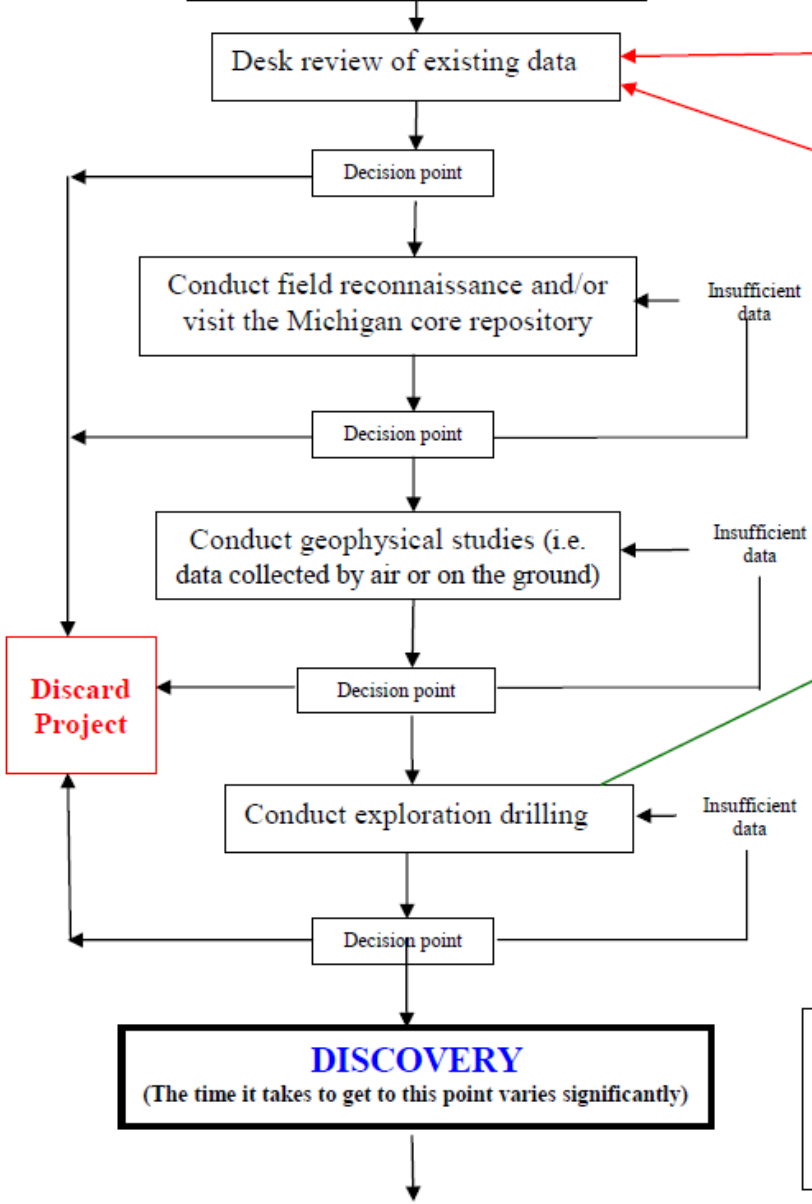 Desk review of existing data
Decision point
Conduct field reconnaissance and/or
visit the Michigan core repository
Insufficient
data
Decision point
Conduct geophysical studies (i.e.
data collected by air or on the ground)
Insufficient
data
Discard
Project
Decision point
Conduct exploration drilling
Insufficient
data
Decision point
DISCOVERY
(The time it takes to get to this point varies significantly)